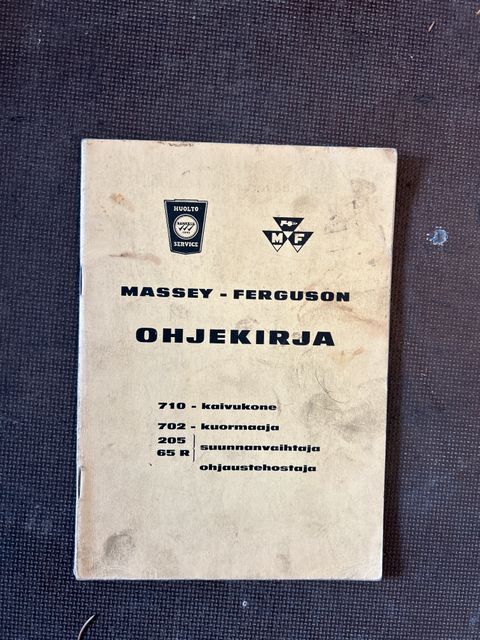 HUOLTO
SERVICE
MF
MASSEY - FERGUSON
OHJEKIRJA
710 - kaivukone
702 - kuormaaja
205
65 R
suunnanvaihtaja
ohjaustehostaja